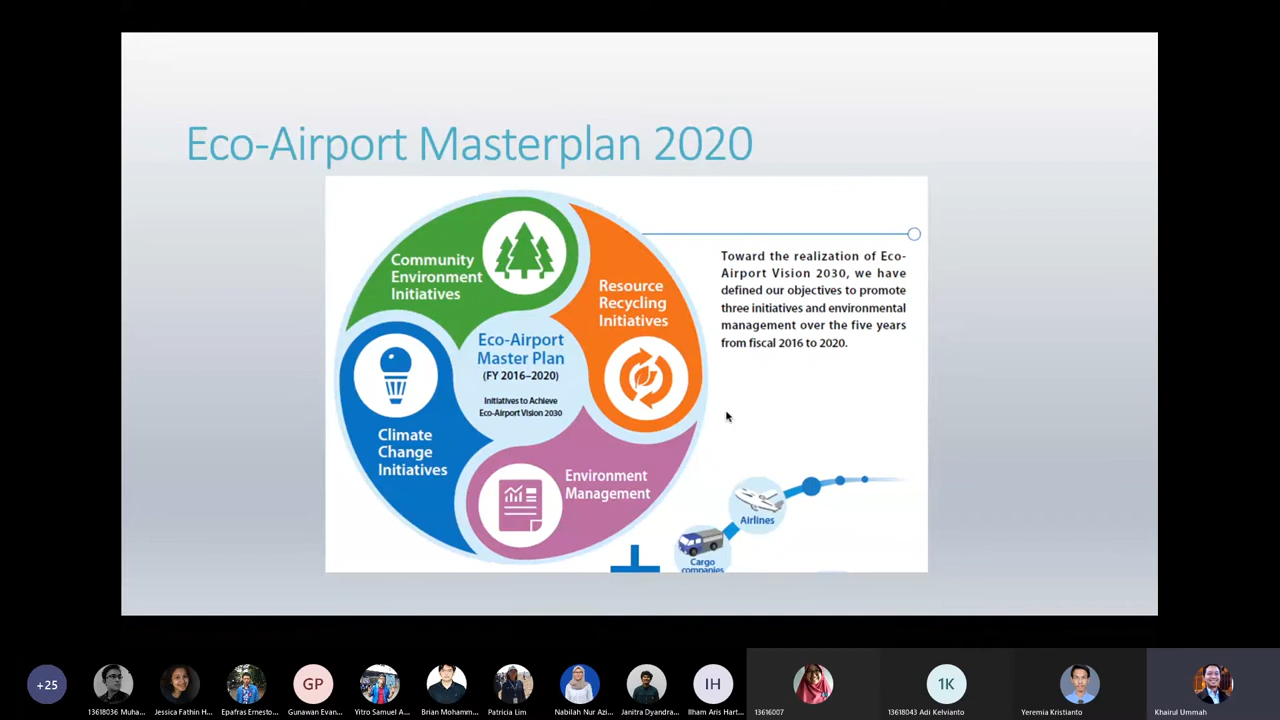 Eco-Airport Masterplan 2020
Community
Environment
Initiatives
Resource
Recycling
Initiatives
Eco-Airport
Master Plan
(FY 2016–2020)
Initiatives to Achieve
Eco-Airport Vision 2030
Climate
Change
Initiatives
Environment
Management
Toward the realization of Eco-
Airport Vision 2030, we have
defined our objectives to promote
three initiatives and environmental
management over the five years
from fiscal 2016 to 2020.
Airlines
Cargo
companies
+25
13618036 Muha...
Jessica Fathin H...
Epafras Ernesto...
GP
Gunawan Evan...
Yitro Samuel A...
Brian Mohamm...
Patricia Lim
Nabilah Nur Azi...
Janitra Dyandra...
IH
Ilham Aris Hart...
13616007
1K
13618043 Adi Kelvianto
Yeremia Kristianto
Khairul Ummah